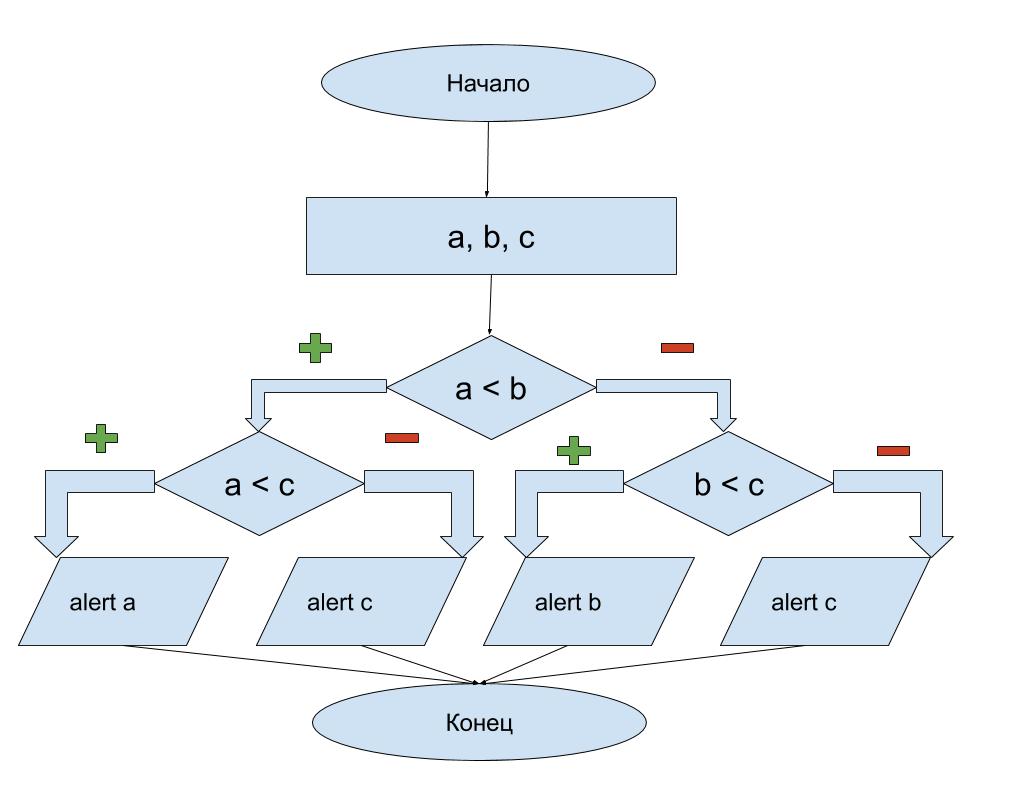 Начало
a, b, c
a < b
a < c
b < c
alert a
alert c
alert b
alert c
Конец